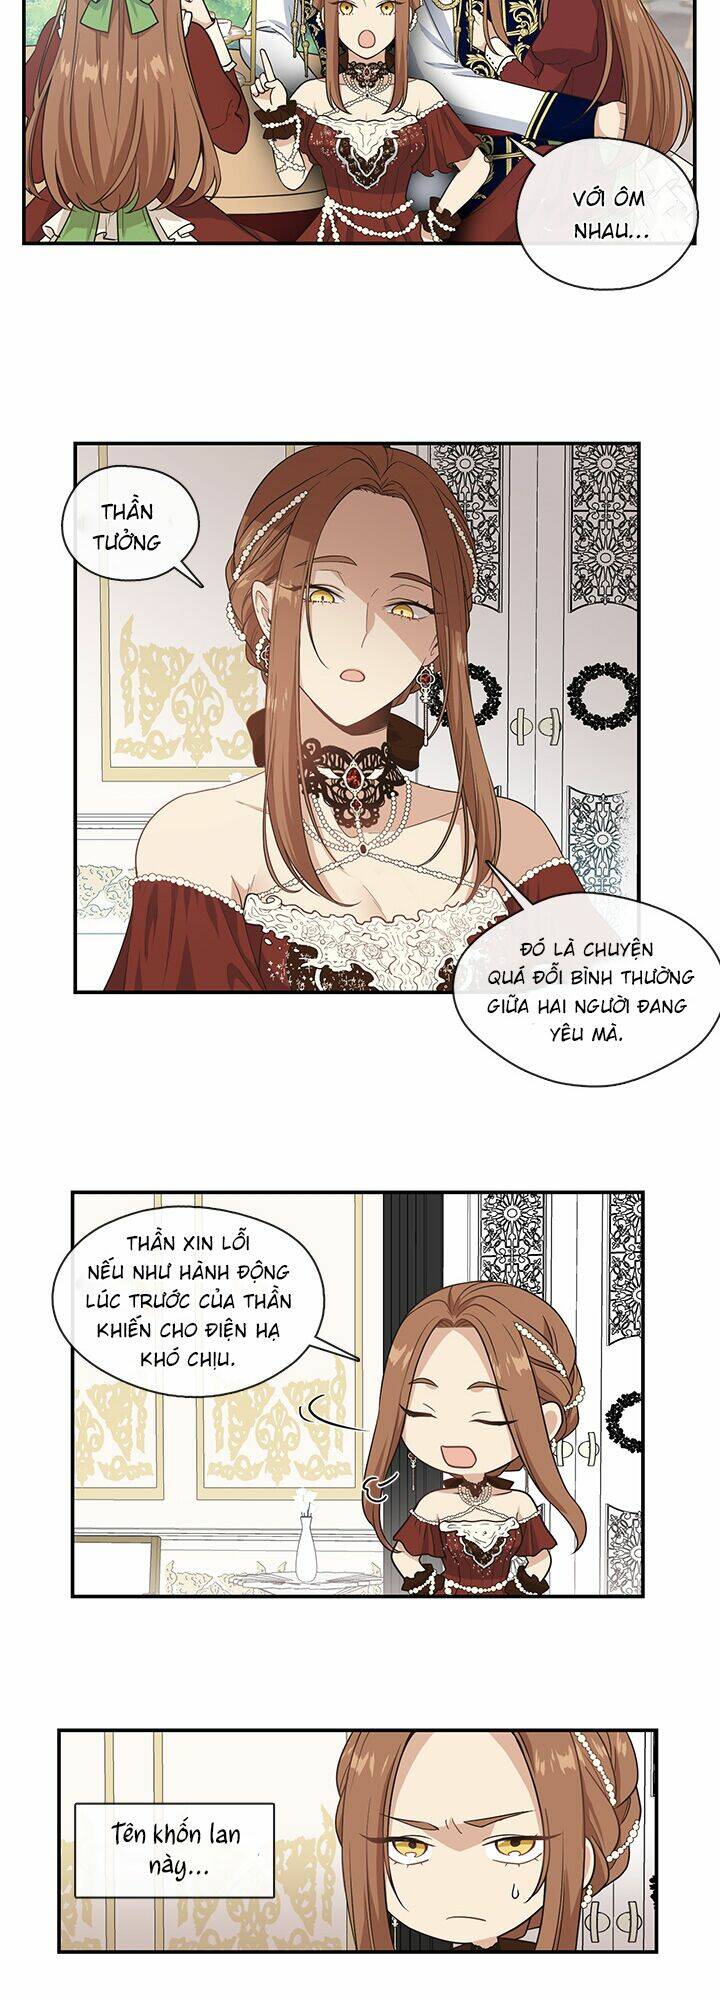 VỚI ÔM
NHAU...
THẦN
TƯỞNG
ĐÓ LÀ CHUYỆN
QUÁ ĐỖI BÌNH THƯỜNG
GIỮA HAI NGƯỜI ĐANG
YÊU MÀ.
THẦN XIN LỖI
NẾU NHƯ HÀNH ĐỘNG
LÚC TRƯỚC CỦA THẦN
KHIẾN CHO ĐIỆN HẠ
KHÓ CHỊU.
Tên khốn lan
này...